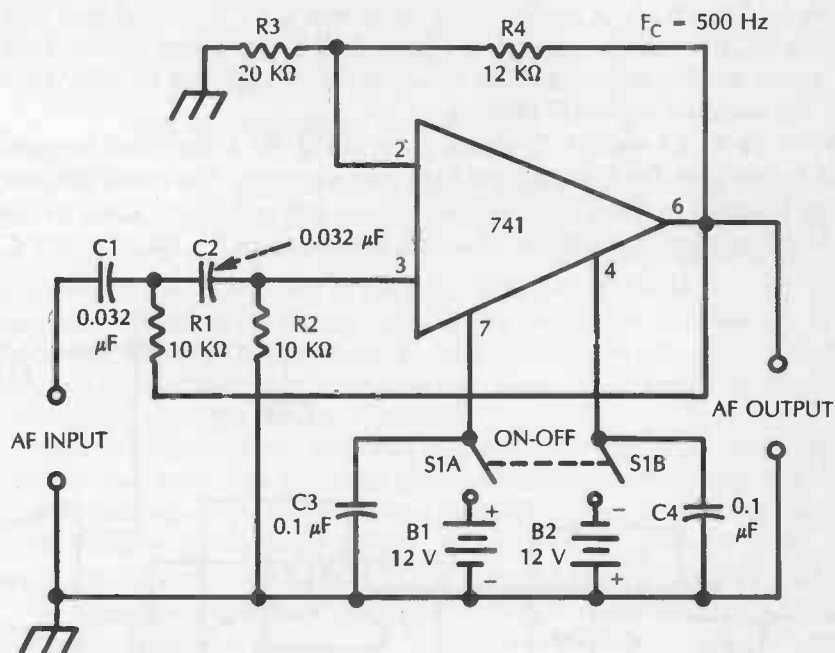 R3
20 KΩ
R4
12 KΩ
F_C = 500 Hz
2
741
6
3
4
7
C1
0.032
μF
C2
0.032 μF
R1
10 KΩ
R2
10 KΩ
AF INPUT
AF OUTPUT
ON-OFF
S1A
S1B
C3
0.1 μF
+
B1
12 V
−
−
B2
12 V
+
C4
0.1
μF